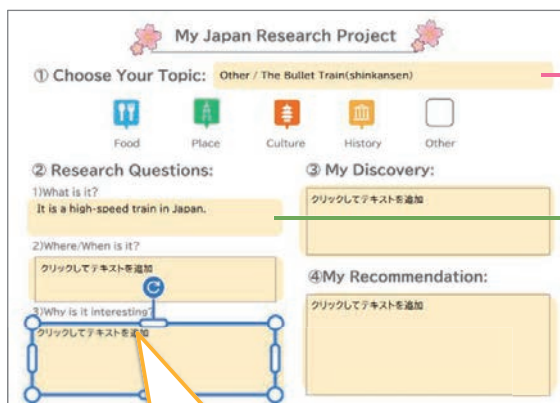 My Japan Research Project
① Choose Your Topic:
Other / The Bullet Train(shinkansen)
Food
Place
Culture
History
Other
② Research Questions:
1)What is it?
It is a high-speed train in Japan.
2)Where/When is it?
クリックしてテキストを追加
3)Why is it interesting?
クリックしてテキストを追加
③ My Discovery:
クリックしてテキストを追加
④My Recommendation:
クリックしてテキストを追加